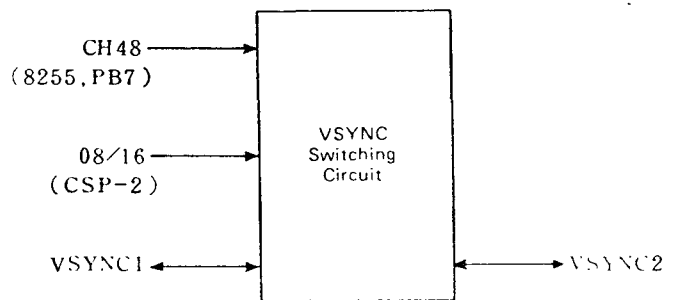 CH48
(8255,PB7)
VSYNC
Switching
Circuit
08/16
(CSP-2)
VSYNC1
VSYNC2